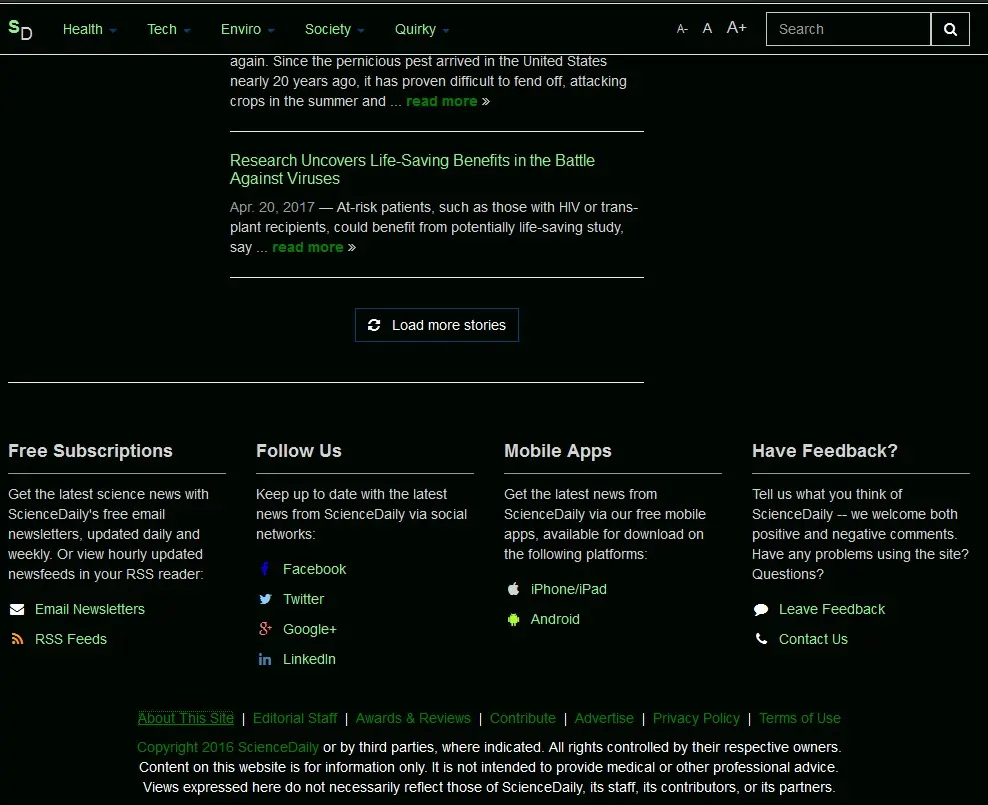 SD Health Tech Enviro Society Quirky A- A A+ Search
again. Since the pernicious pest arrived in the United States
nearly 20 years ago, it has proven difficult to fend off, attacking
crops in the summer and ... read more »
Research Uncovers Life-Saving Benefits in the Battle
Against Viruses
Apr. 20, 2017 — At-risk patients, such as those with HIV or trans-
plant recipients, could benefit from potentially life-saving study,
say ... read more »
Load more stories
Free Subscriptions
Get the latest science news with
ScienceDaily's free email
newsletters, updated daily and
weekly. Or view hourly updated
newsfeeds in your RSS reader:
Email Newsletters
RSS Feeds
Follow Us
Keep up to date with the latest
news from ScienceDaily via social
networks:
Facebook
Twitter
Google+
LinkedIn
Mobile Apps
Get the latest news from
ScienceDaily via our free mobile
apps, available for download on
the following platforms:
iPhone/iPad
Android
Have Feedback?
Tell us what you think of
ScienceDaily -- we welcome both
positive and negative comments.
Have any problems using the site?
Questions?
Leave Feedback
Contact Us
About This Site | Editorial Staff | Awards & Reviews | Contribute | Advertise | Privacy Policy | Terms of Use
Copyright 2016 ScienceDaily or by third parties, where indicated. All rights controlled by their respective owners.
Content on this website is for information only. It is not intended to provide medical or other professional advice.
Views expressed here do not necessarily reflect those of ScienceDaily, its staff, its contributors, or its partners.